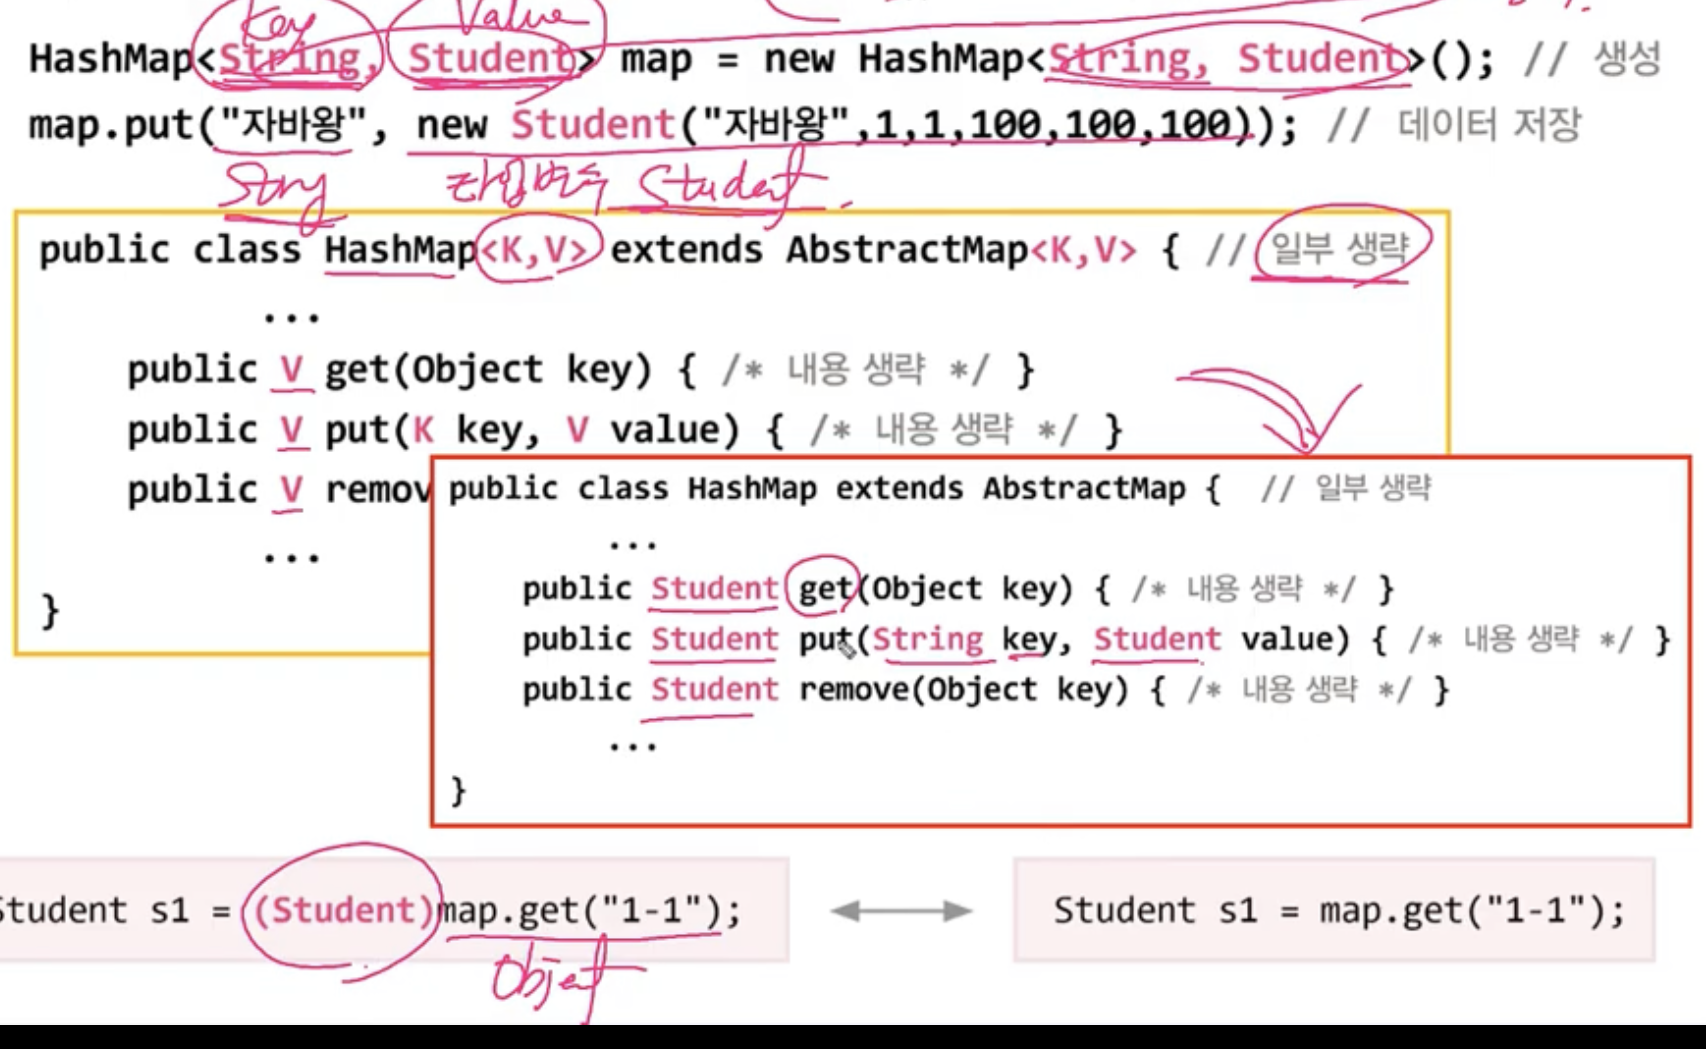 Key Value
HashMap<String, Student> map = new HashMap<String, Student>(); // 생성
map.put("자바왕", new Student("자바왕",1,1,100,100,100)); // 데이터 저장
타입변수 Student.
public class HashMap<K,V> extends AbstractMap<K,V> { // 일부 생략
...
public V get(Object key) { /* 내용 생략 */ }
public V put(K key, V value) { /* 내용 생략 */ }
public V remov
...
}
public class HashMap extends AbstractMap { // 일부 생략
...
public Student get(Object key) { /* 내용 생략 */ }
public Student put(String key, Student value) { /* 내용 생략 */ }
public Student remove(Object key) { /* 내용 생략 */ }
...
}
Student s1 = (Student)map.get("1-1"); Student s1 = map.get("1-1");
Object